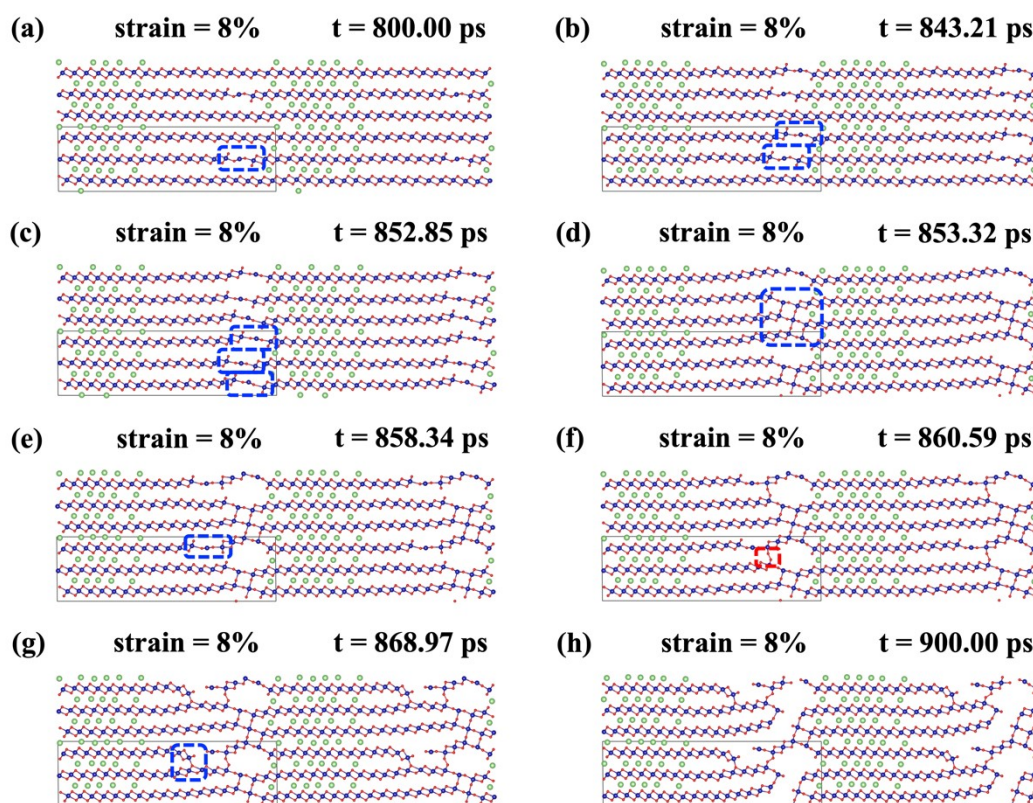 (a) strain = 8% t = 800.00 ps
(b) strain = 8% t = 843.21 ps
(c) strain = 8% t = 852.85 ps
(d) strain = 8% t = 853.32 ps
(e) strain = 8% t = 858.34 ps
(f) strain = 8% t = 860.59 ps
(g) strain = 8% t = 868.97 ps
(h) strain = 8% t = 900.00 ps